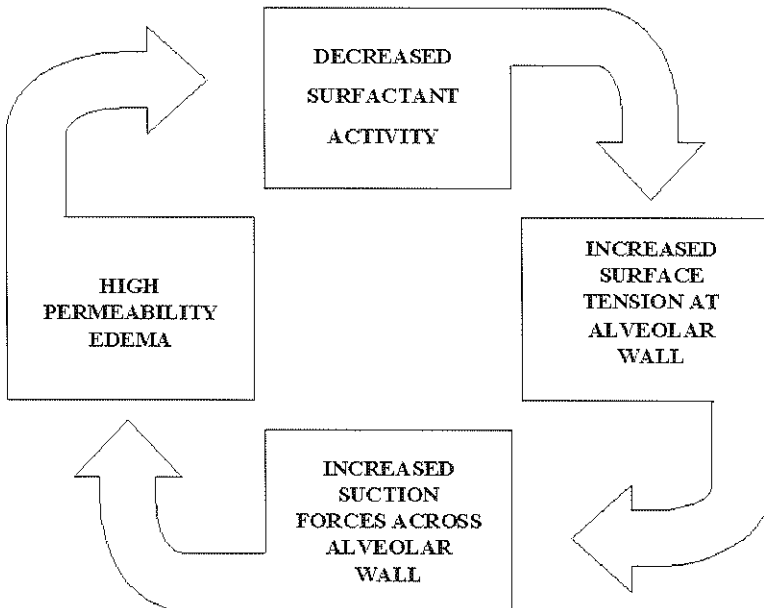 DECREASED
SURFACTANT
ACTIVITY
INCREASED
SURFACE
TENSION AT
ALVEOLAR
WALL
INCREASED
SUCTION
FORCES ACROSS
ALVEOLAR
WALL
HIGH
PERMEABILITY
EDEMA